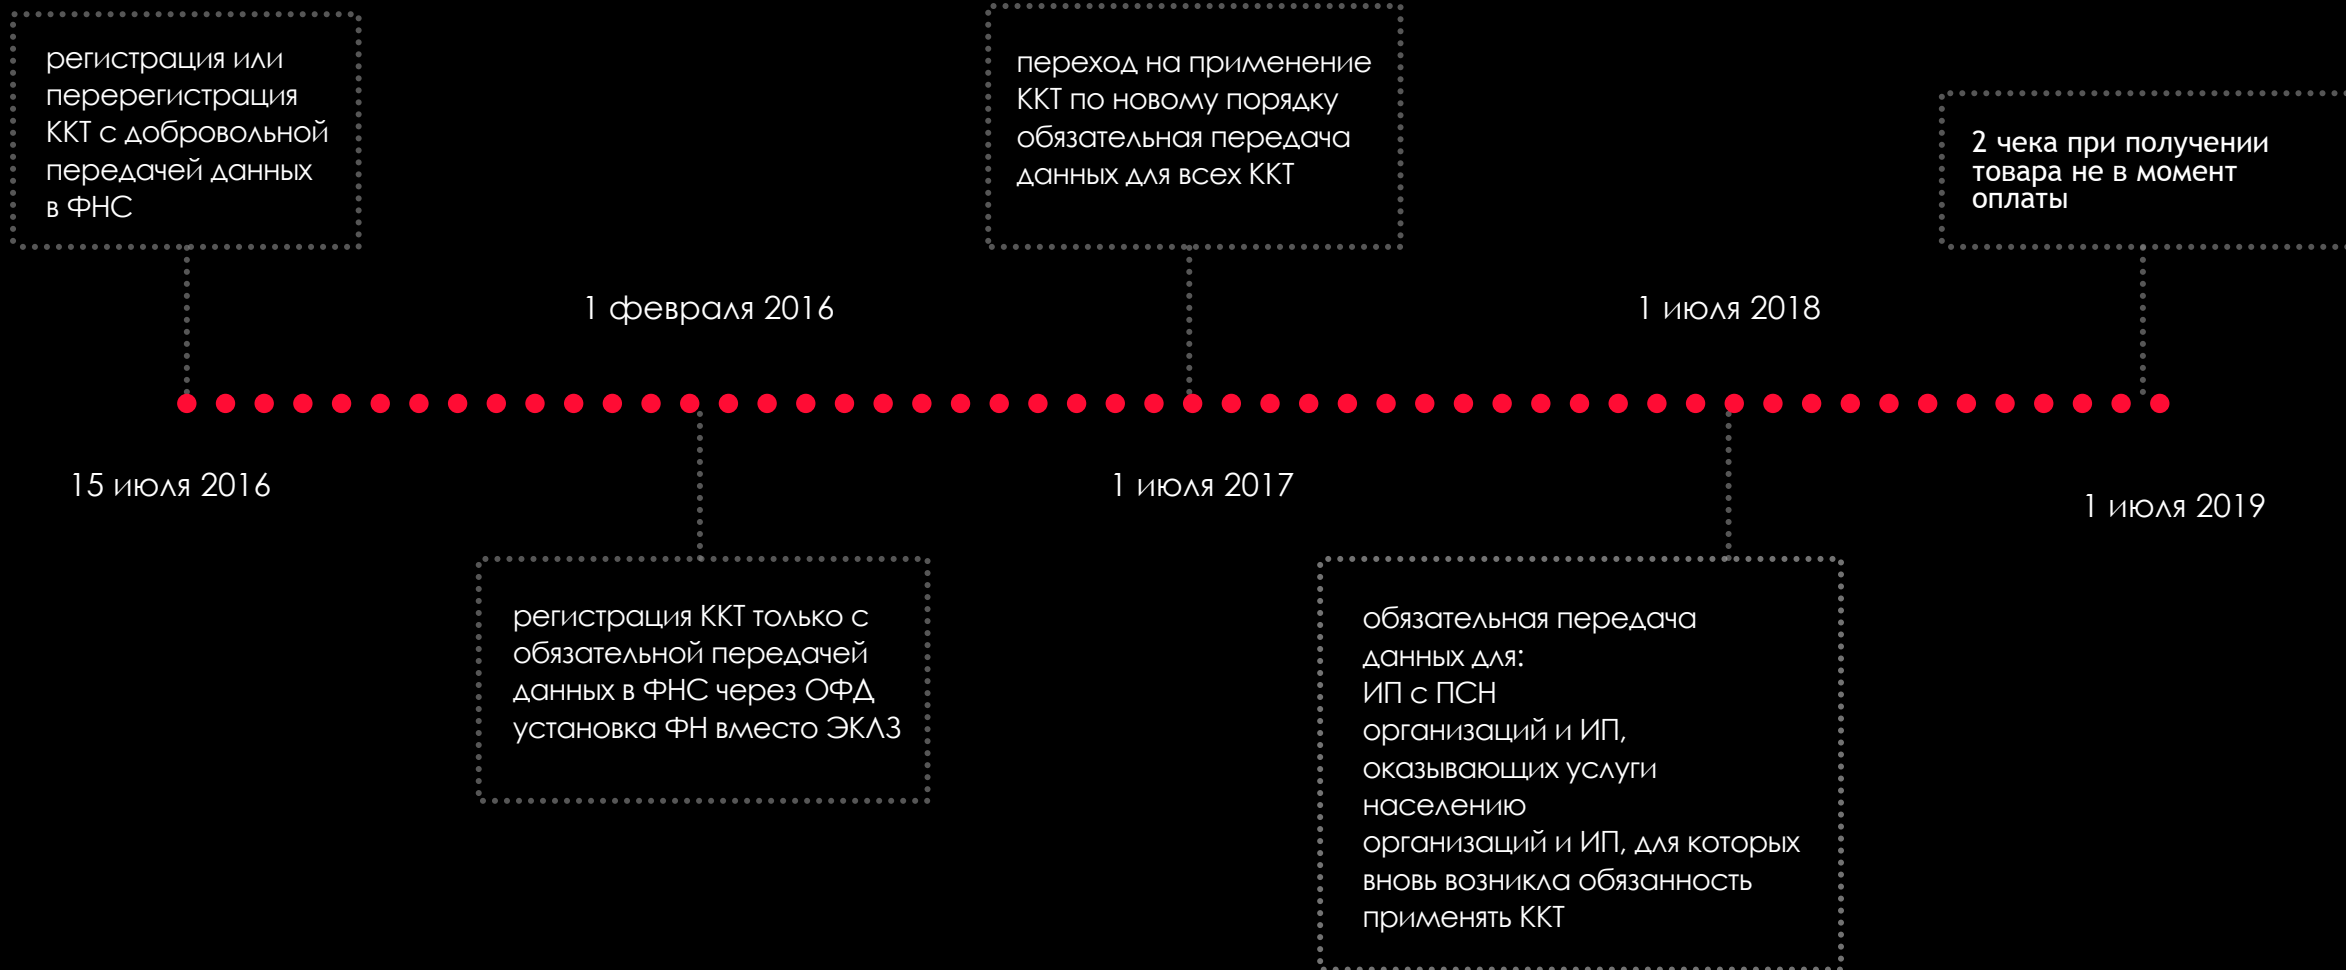 регистрация или
перерегистрация
ККТ с добровольной
передачей данных
в ФНС
15 июля 2016
1 февраля 2016
регистрация ККТ только с
обязательной передачей
данных в ФНС через ОФД
установка ФН вместо ЭКЛЗ
переход на применение
ККТ по новому порядку
обязательная передача
данных для всех ККТ
1 июля 2017
1 июля 2018
обязательная передача
данных для:
ИП с ПСН
организаций и ИП,
оказывающих услуги
населению
организаций и ИП, для которых
вновь возникла обязанность
применять ККТ
2 чека при получении
товара не в момент
оплаты
1 июля 2019